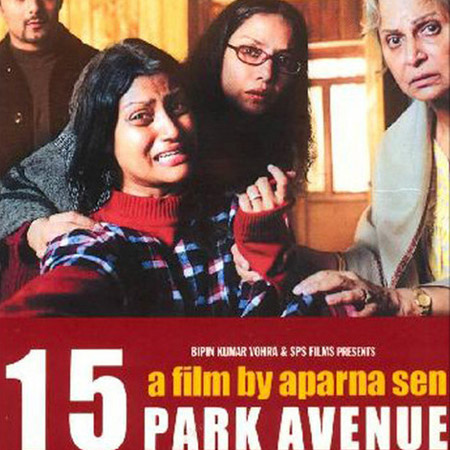 BIPIN KUMAR VOHRA & SPS FILMS PRESENTS
a film by aparna sen
15 PARK AVENUE